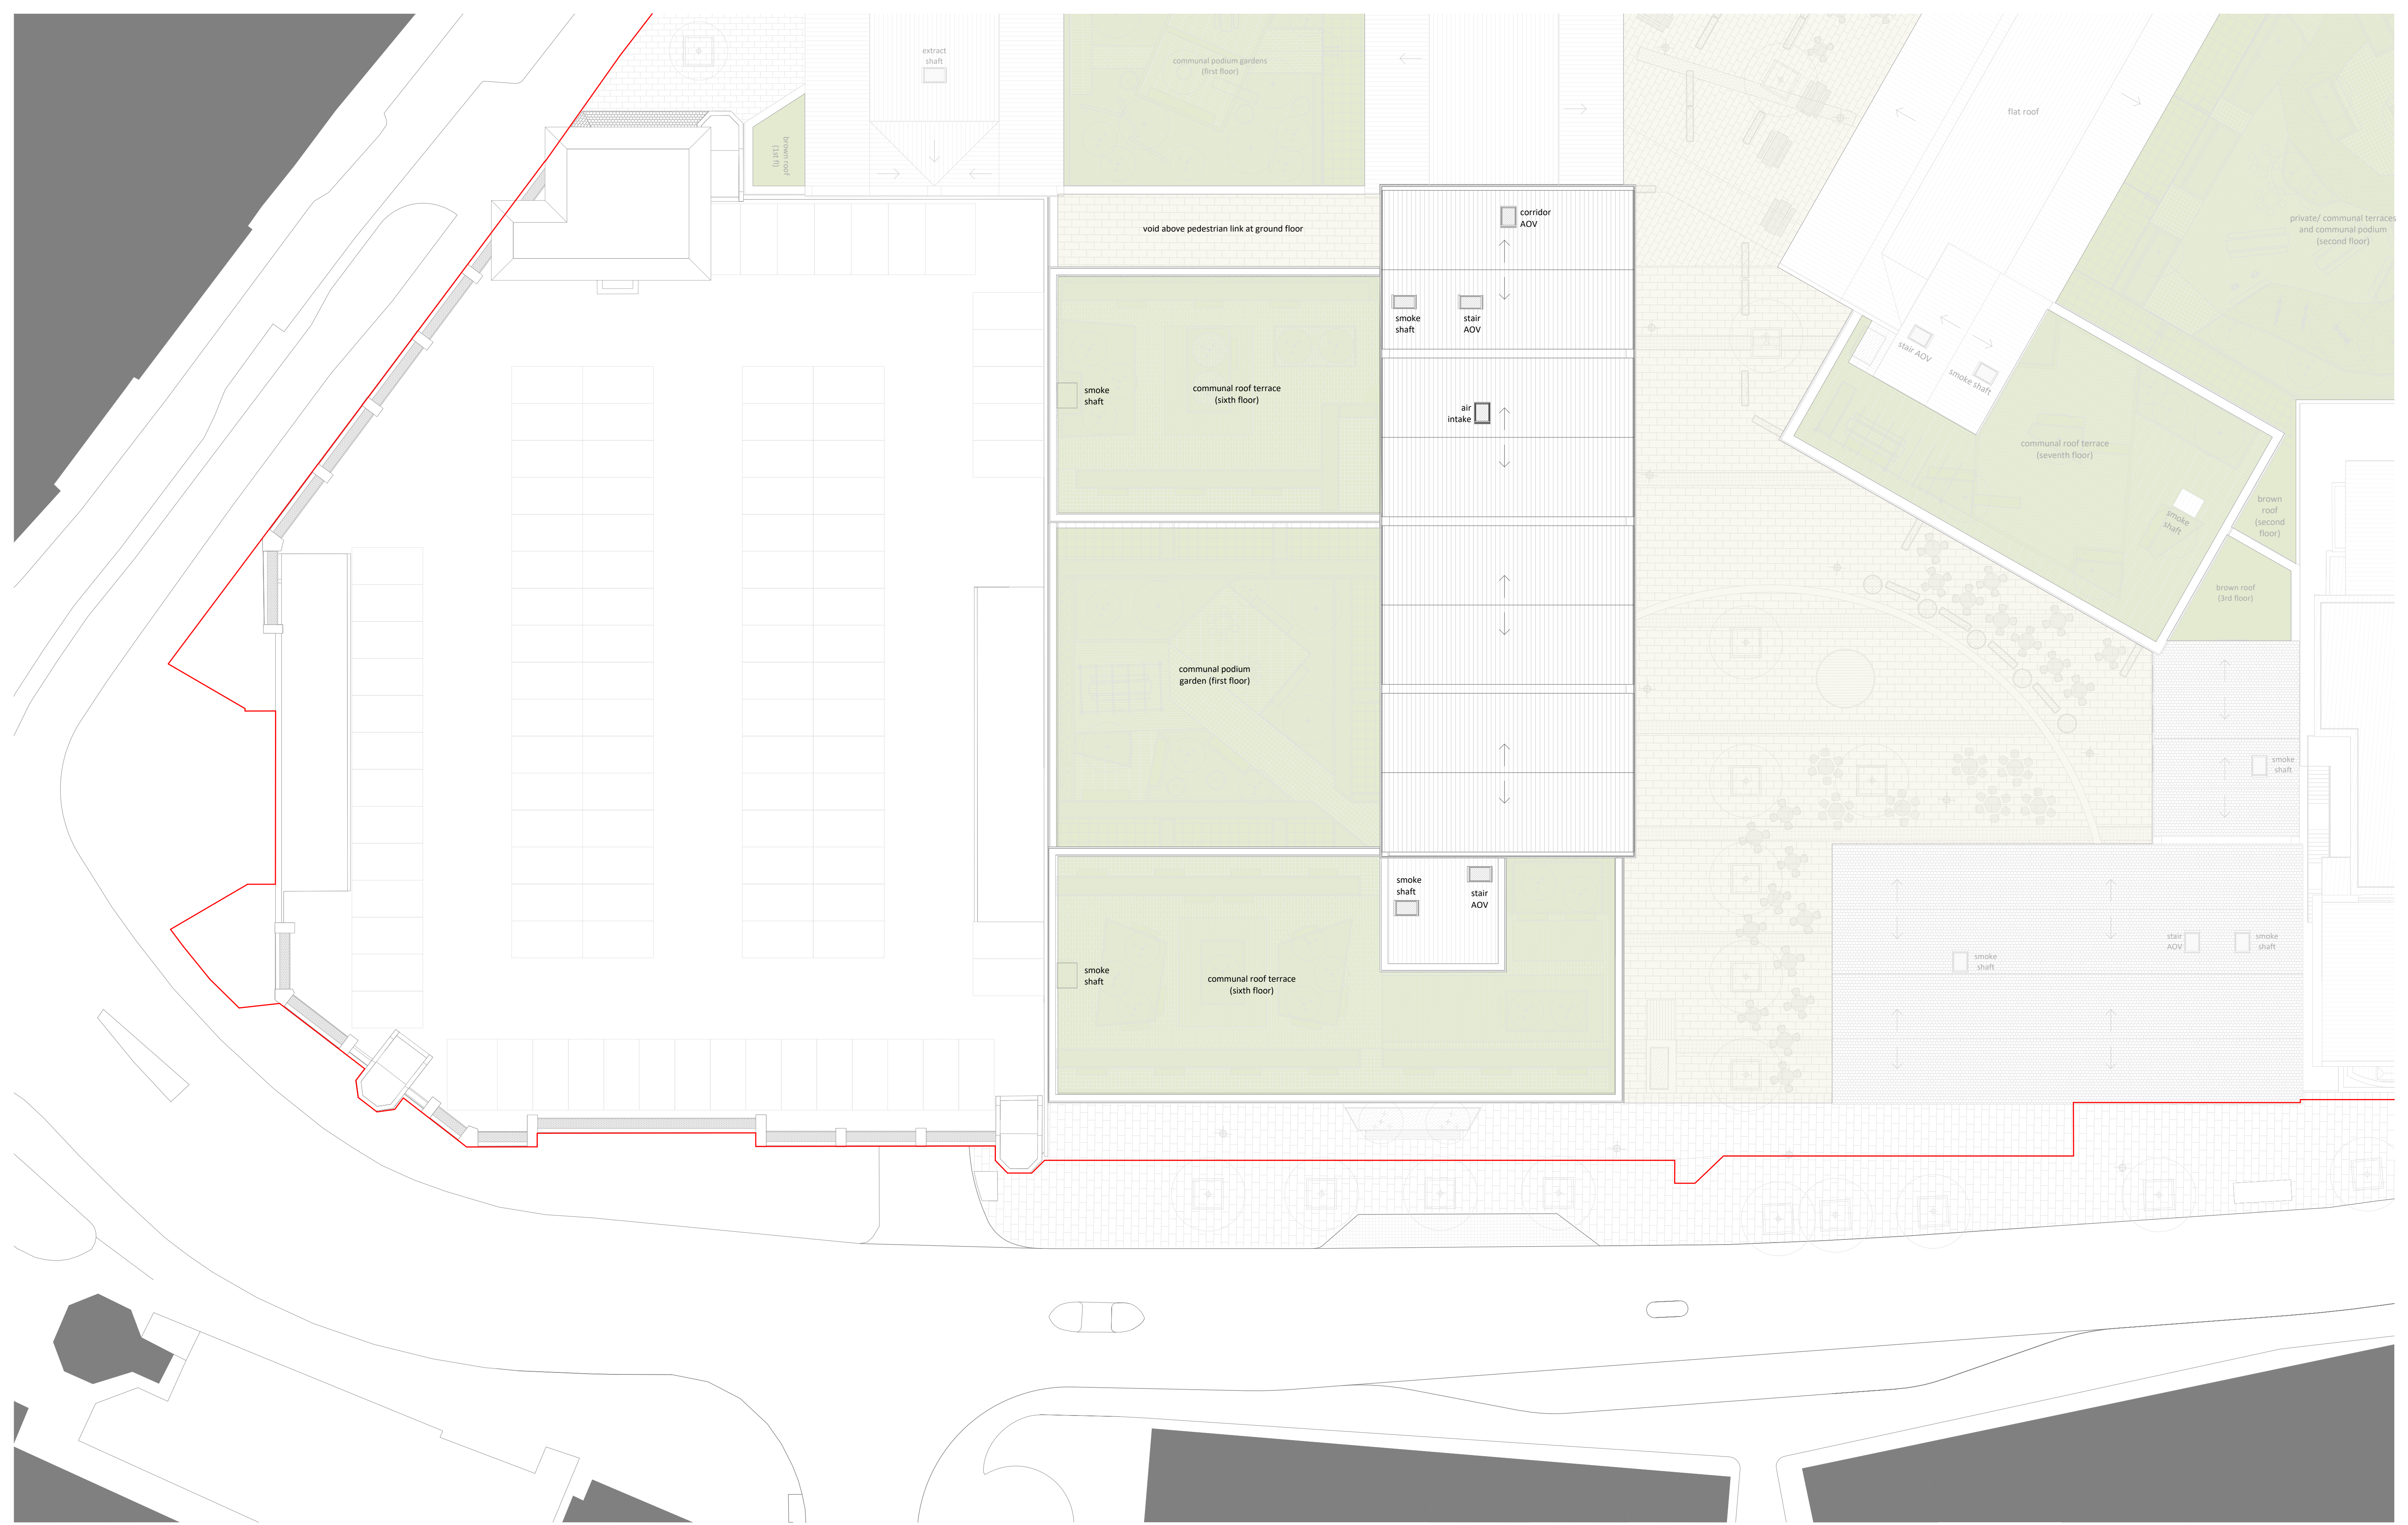 extract
shaft
communal podium gardens
(first floor)
flat roof
brown roof
(1st fl)
private/ communal terraces
and communal podium
(second floor)
void above pedestrian link at ground floor
corridor
AOV
smoke
shaft
stair
AOV
stair AOV
smoke shaft
smoke
shaft
communal roof terrace
(sixth floor)
air
intake
communal roof terrace
(seventh floor)
smoke
shaft
brown
roof
(second
floor)
brown roof
(3rd floor)
communal podium
garden (first floor)
smoke
shaft
smoke
shaft
stair
AOV
smoke
shaft
communal roof terrace
(sixth floor)
smoke
shaft
stair
AOV
smoke
shaft